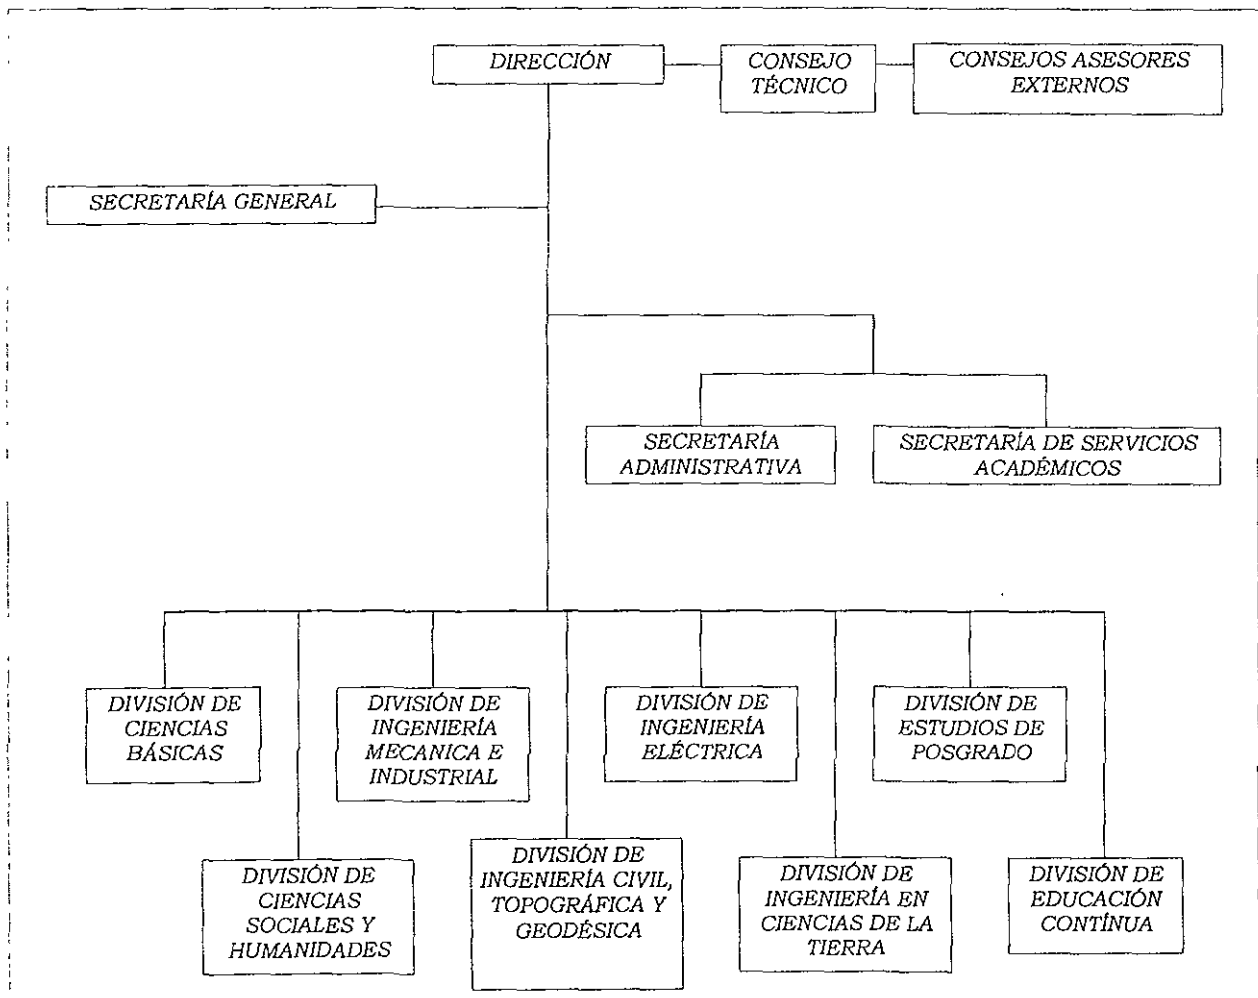 DIRECCIÓN
CONSEJO
TÉCNICO
CONSEJOS ASESORES
EXTERNOS
SECRETARÍA GENERAL
SECRETARÍA
ADMINISTRATIVA
SECRETARÍA DE SERVICIOS
ACADÉMICOS
DIVISIÓN DE
CIENCIAS
BÁSICAS
DIVISIÓN DE
INGENIERÍA
MECANICA E
INDUSTRIAL
DIVISIÓN DE
INGENIERÍA
ELÉCTRICA
DIVISIÓN DE
ESTUDIOS DE
POSGRADO
DIVISIÓN DE
CIENCIAS
SOCIALES Y
HUMANIDADES
DIVISIÓN DE
INGENIERÍA CIVIL,
TOPOGRÁFICA Y
GEODÉSICA
DIVISIÓN DE
INGENIERÍA EN
CIENCIAS DE LA
TIERRA
DIVISIÓN DE
EDUCACIÓN
CONTÍNUA